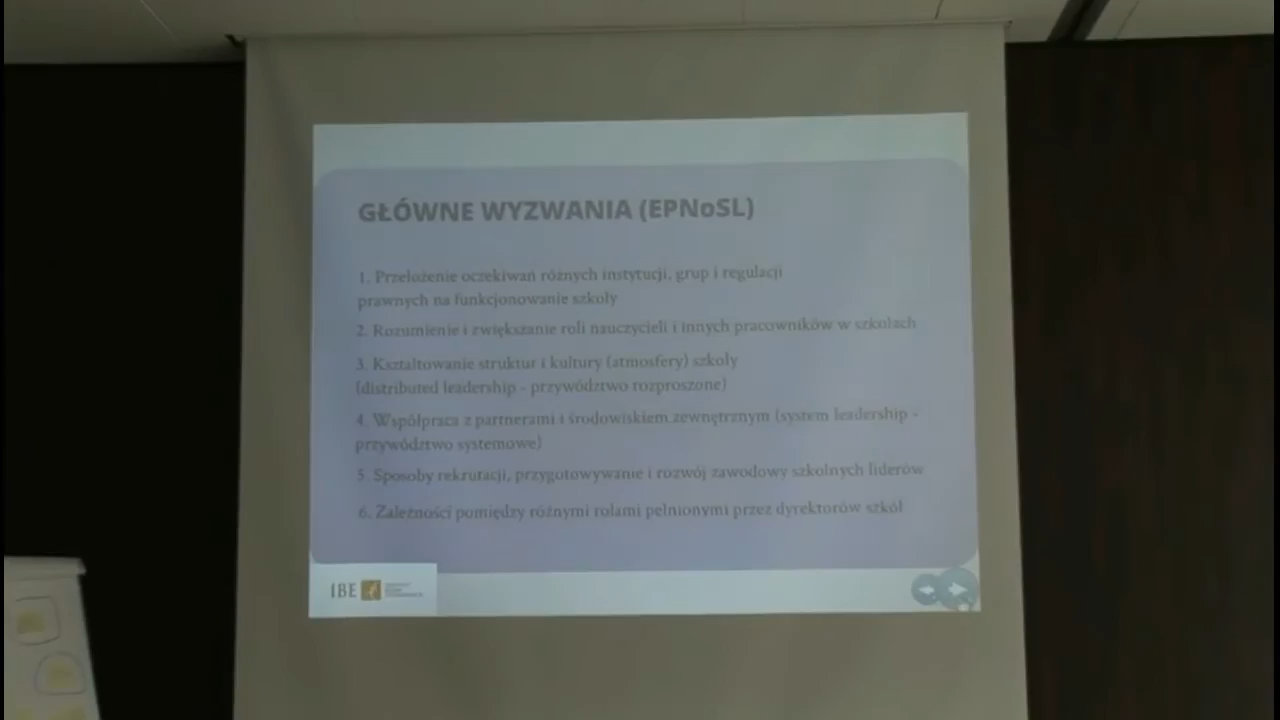 GŁÓWNE WYZWANIA (EPNoSL)
1. Przełożenie oczekiwań różnych instytucji, grup i regulacji
prawnych na funkcjonowanie szkoły
2. Rozumienie i zwiększanie roli nauczycieli i innych pracowników w szkołach
3. Kształtowanie struktur i kultury (atmosfery) szkoły
(distributed leadership - przywództwo rozproszone)
4. Współpraca z partnerami i środowiskiem zewnętrznym (system leadership -
przywództwo systemowe)
5. Sposoby rekrutacji, przygotowywanie i rozwój zawodowy szkolnych liderów
6. Zależności pomiędzy różnymi rolami pełnionymi przez dyrektorów szkół
IBE